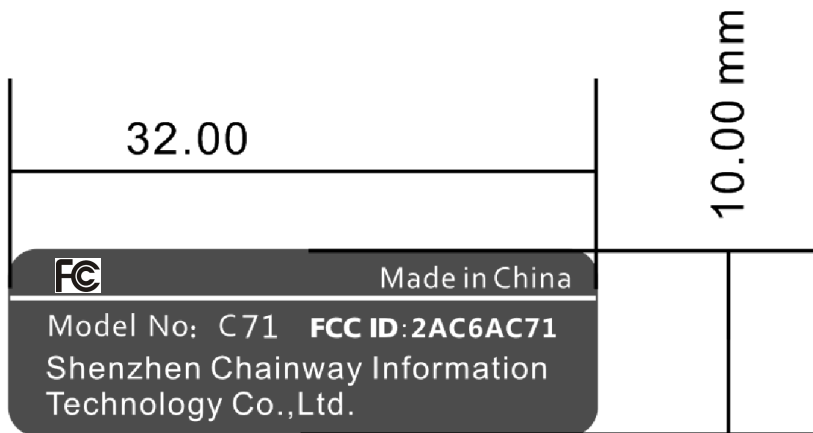 32.00
10.00 mm
FC Made in China
Model No: C71 FCC ID:2AC6AC71
Shenzhen Chainway Information
Technology Co.,Ltd.